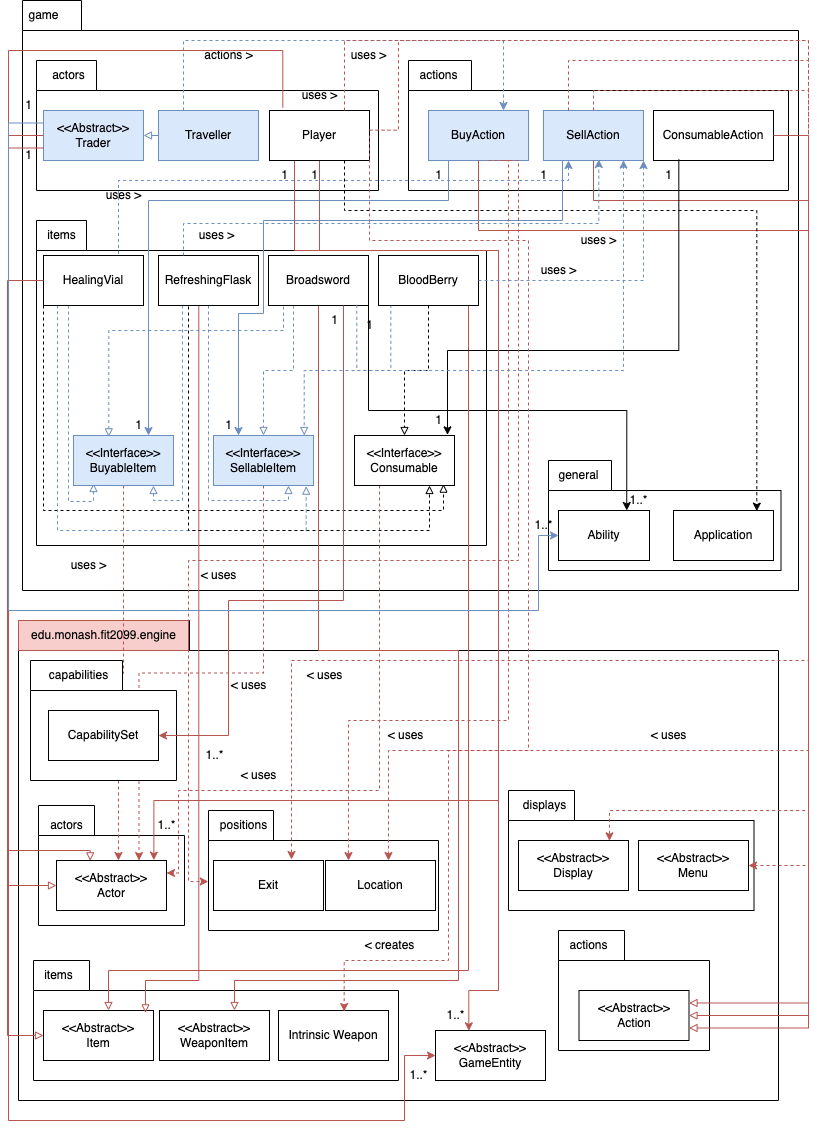 game
actions >
uses >
actors
actions
uses >
1
<<Abstract>>
Trader
Traveller
Player
BuyAction
SellAction
ConsumableAction
1
1
1
1
1
1
uses >
items
uses >
uses >
uses >
HealingVial
RefreshingFlask
Broadsword
BloodBerry
1
1
1
1
1
<<Interface>>
BuyableItem
<<Interface>>
SellableItem
<<Interface>>
Consumable
general
1..*
1..*
Ability
Application
uses >
< uses
edu.monash.fit2099.engine
capabilities
< uses
< uses
CapabilitySet
< uses
< uses
1..*
< uses
actors
1..*
positions
displays
<<Abstract>>
Actor
Exit
Location
<<Abstract>>
Display
<<Abstract>>
Menu
< creates
actions
items
<<Abstract>>
Item
<<Abstract>>
WeaponItem
Intrinsic Weapon
1..*
<<Abstract>>
GameEntity
<<Abstract>>
Action
1..*